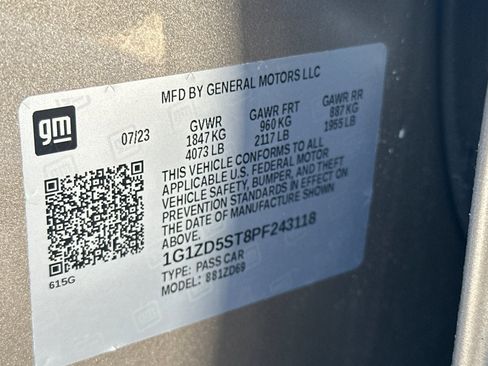 MFD BY GENERAL MOTORS LLC
gm
07/23
GVWR
1847 KG
4073 LB
GAWR FRT
960 KG
2117 LB
GAWR RR
887 KG
1955 LB
THIS VEHICLE CONFORMS TO ALL
APPLICABLE U.S. FEDERAL MOTOR
VEHICLE SAFETY, BUMPER, AND THEFT
PREVENTION STANDARDS IN EFFECT ON
THE DATE OF MANUFACTURE SHOWN
ABOVE.
1G1ZD5ST8PF243118
TYPE: PASS CAR
MODEL: 881ZD69
615G